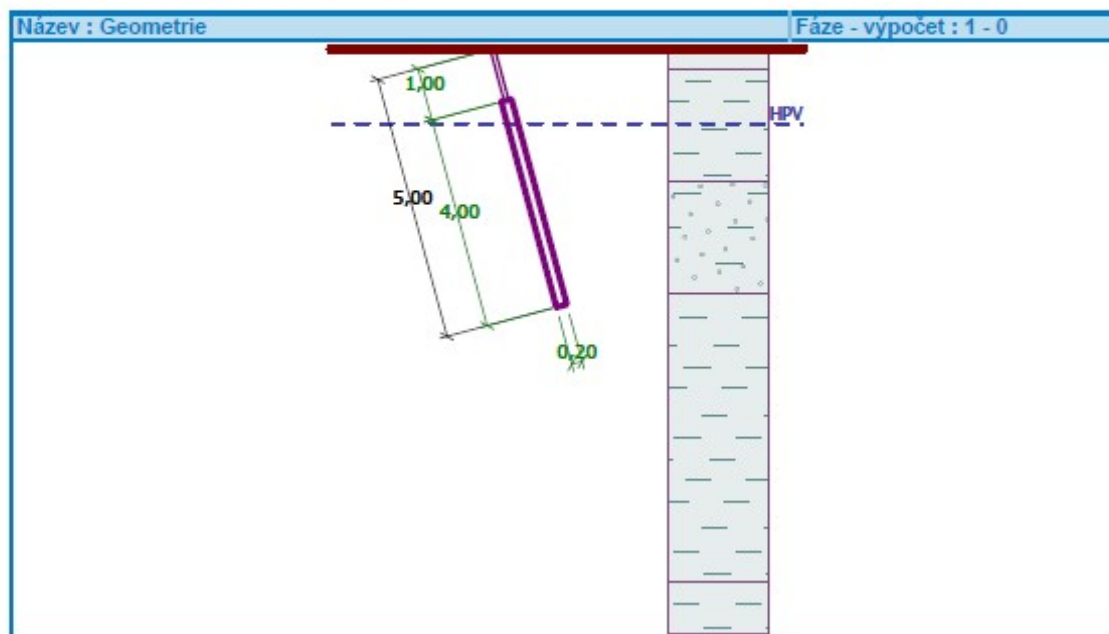 Název : Geometrie
Fáze - výpočet : 1 - 0
1,00
HPV
5,00
4,00
0,20